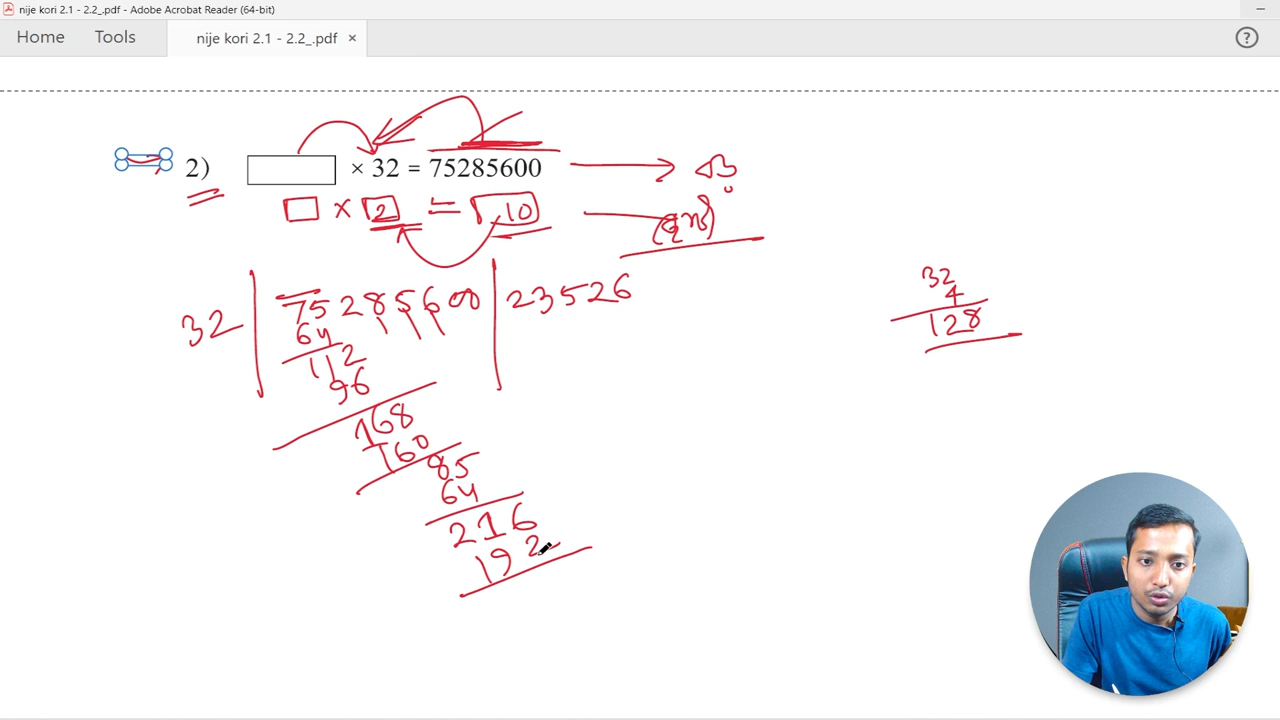 nije kori 2.1 - 2.2_.pdf - Adobe Acrobat Reader (64-bit)
Home Tools nije kori 2.1 - 2.2_.pdf × ?
2) × 32 = 75285600
□ × 2 = 10
32 75285600 23526
64
112
96
168
160
85
64
216
192
32
4
128